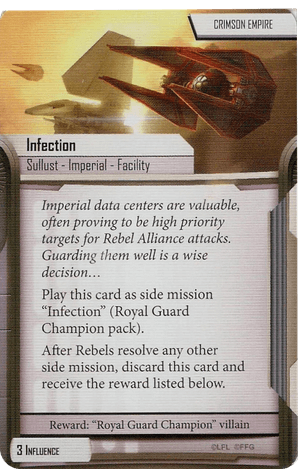 CRIMSON EMPIRE
Infection
Sullust - Imperial - Facility
Imperial data centers are valuable,
often proving to be high priority
targets for Rebel Alliance attacks.
Guarding them well is a wise
decision…
Play this card as side mission
“Infection” (Royal Guard
Champion pack).
After Rebels resolve any other
side mission, discard this card and
receive the reward listed below.
Reward: “Royal Guard Champion” villain
3 INFLUENCE
©LFL ©FFG